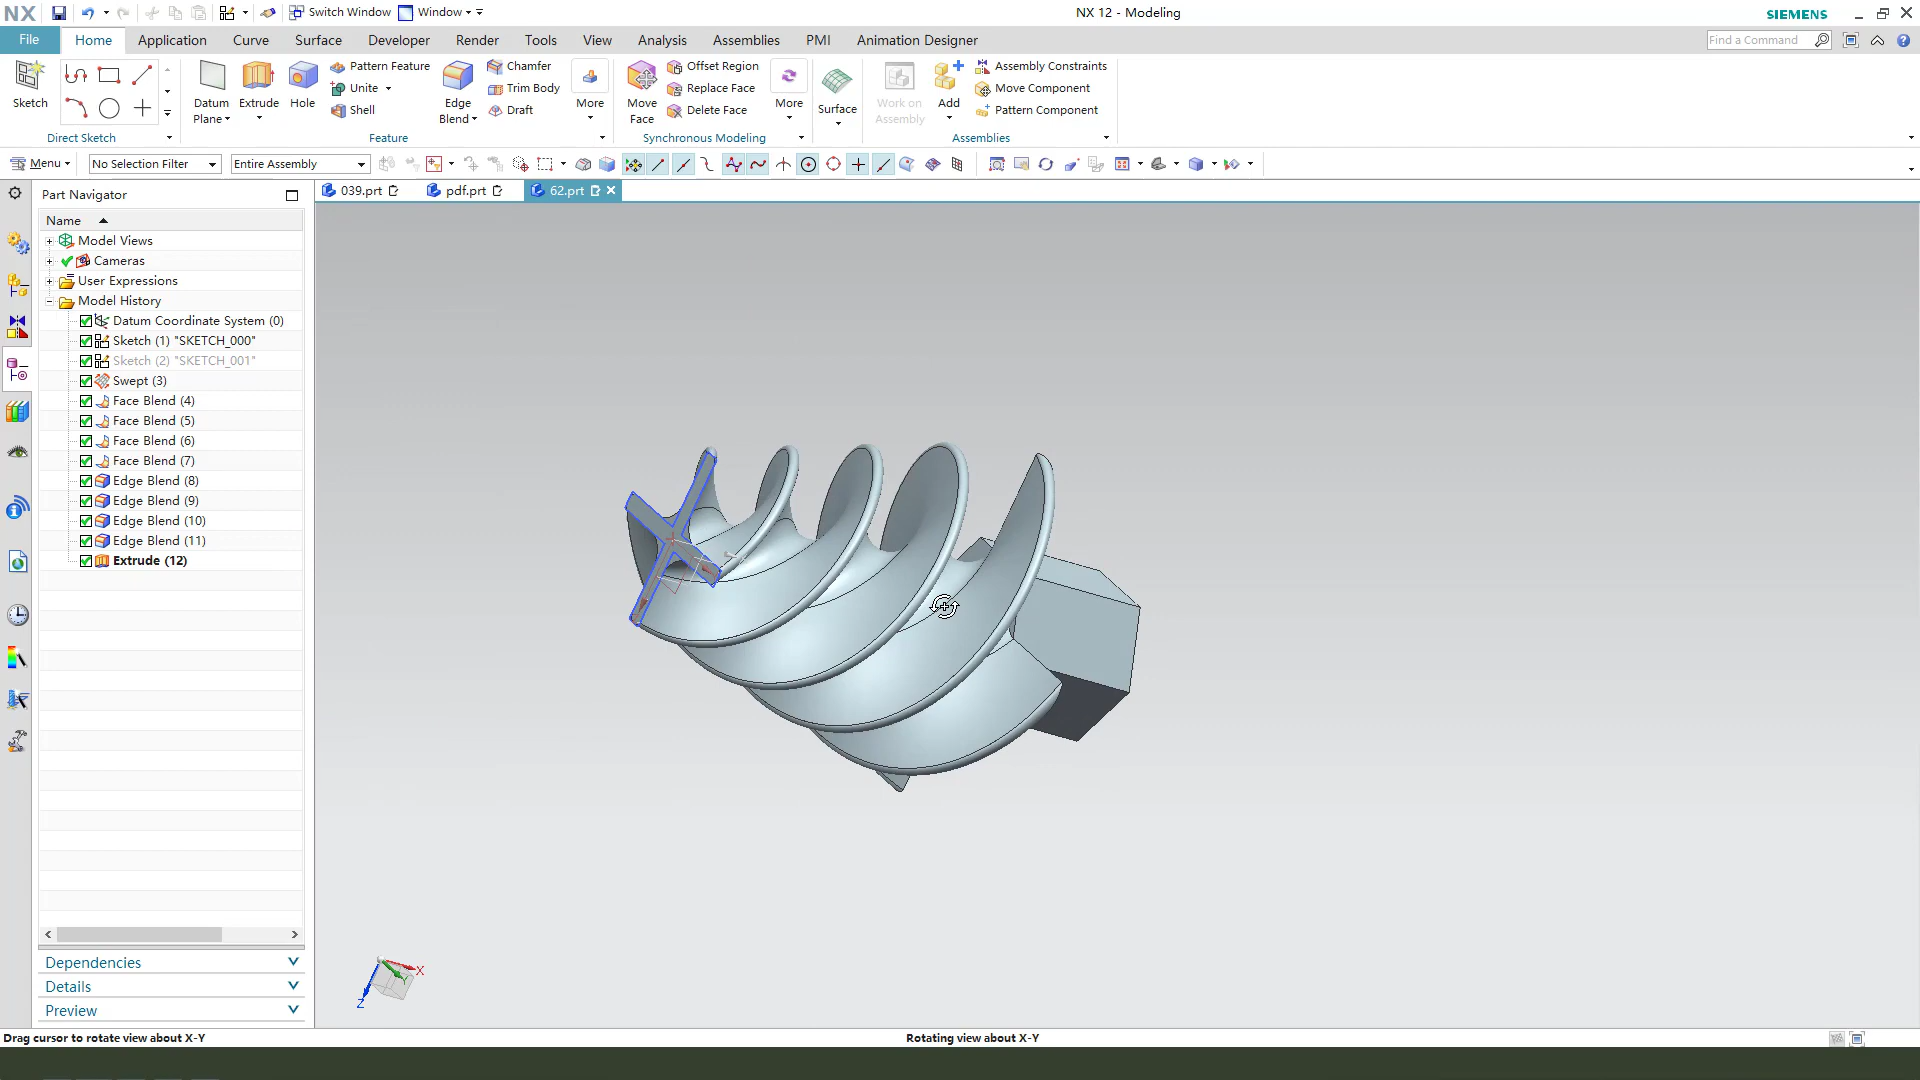 NX Switch Window Window NX 12 - Modeling SIEMENS
File Home Application Curve Surface Developer Render Tools View Analysis Assemblies PMI Animation Designer Find a Command
Sketch
Direct Sketch
Datum Plane
Extrude
Hole
Pattern Feature
Unite
Shell
Edge Blend
Chamfer
Trim Body
Draft
More
Feature
Move Face
Offset Region
Replace Face
Delete Face
More
Synchronous Modeling
Surface
Work on Assembly
Add
Assembly Constraints
Move Component
Pattern Component
Assemblies
Menu No Selection Filter Entire Assembly
Part Navigator
039.prt pdf.prt 62.prt
Name
Model Views
Cameras
User Expressions
Model History
Datum Coordinate System (0)
Sketch (1) "SKETCH_000"
Sketch (2) "SKETCH_001"
Swept (3)
Face Blend (4)
Face Blend (5)
Face Blend (6)
Face Blend (7)
Edge Blend (8)
Edge Blend (9)
Edge Blend (10)
Edge Blend (11)
Extrude (12)
Dependencies
Details
Preview
X
Z
Drag cursor to rotate view about X-Y Rotating view about X-Y